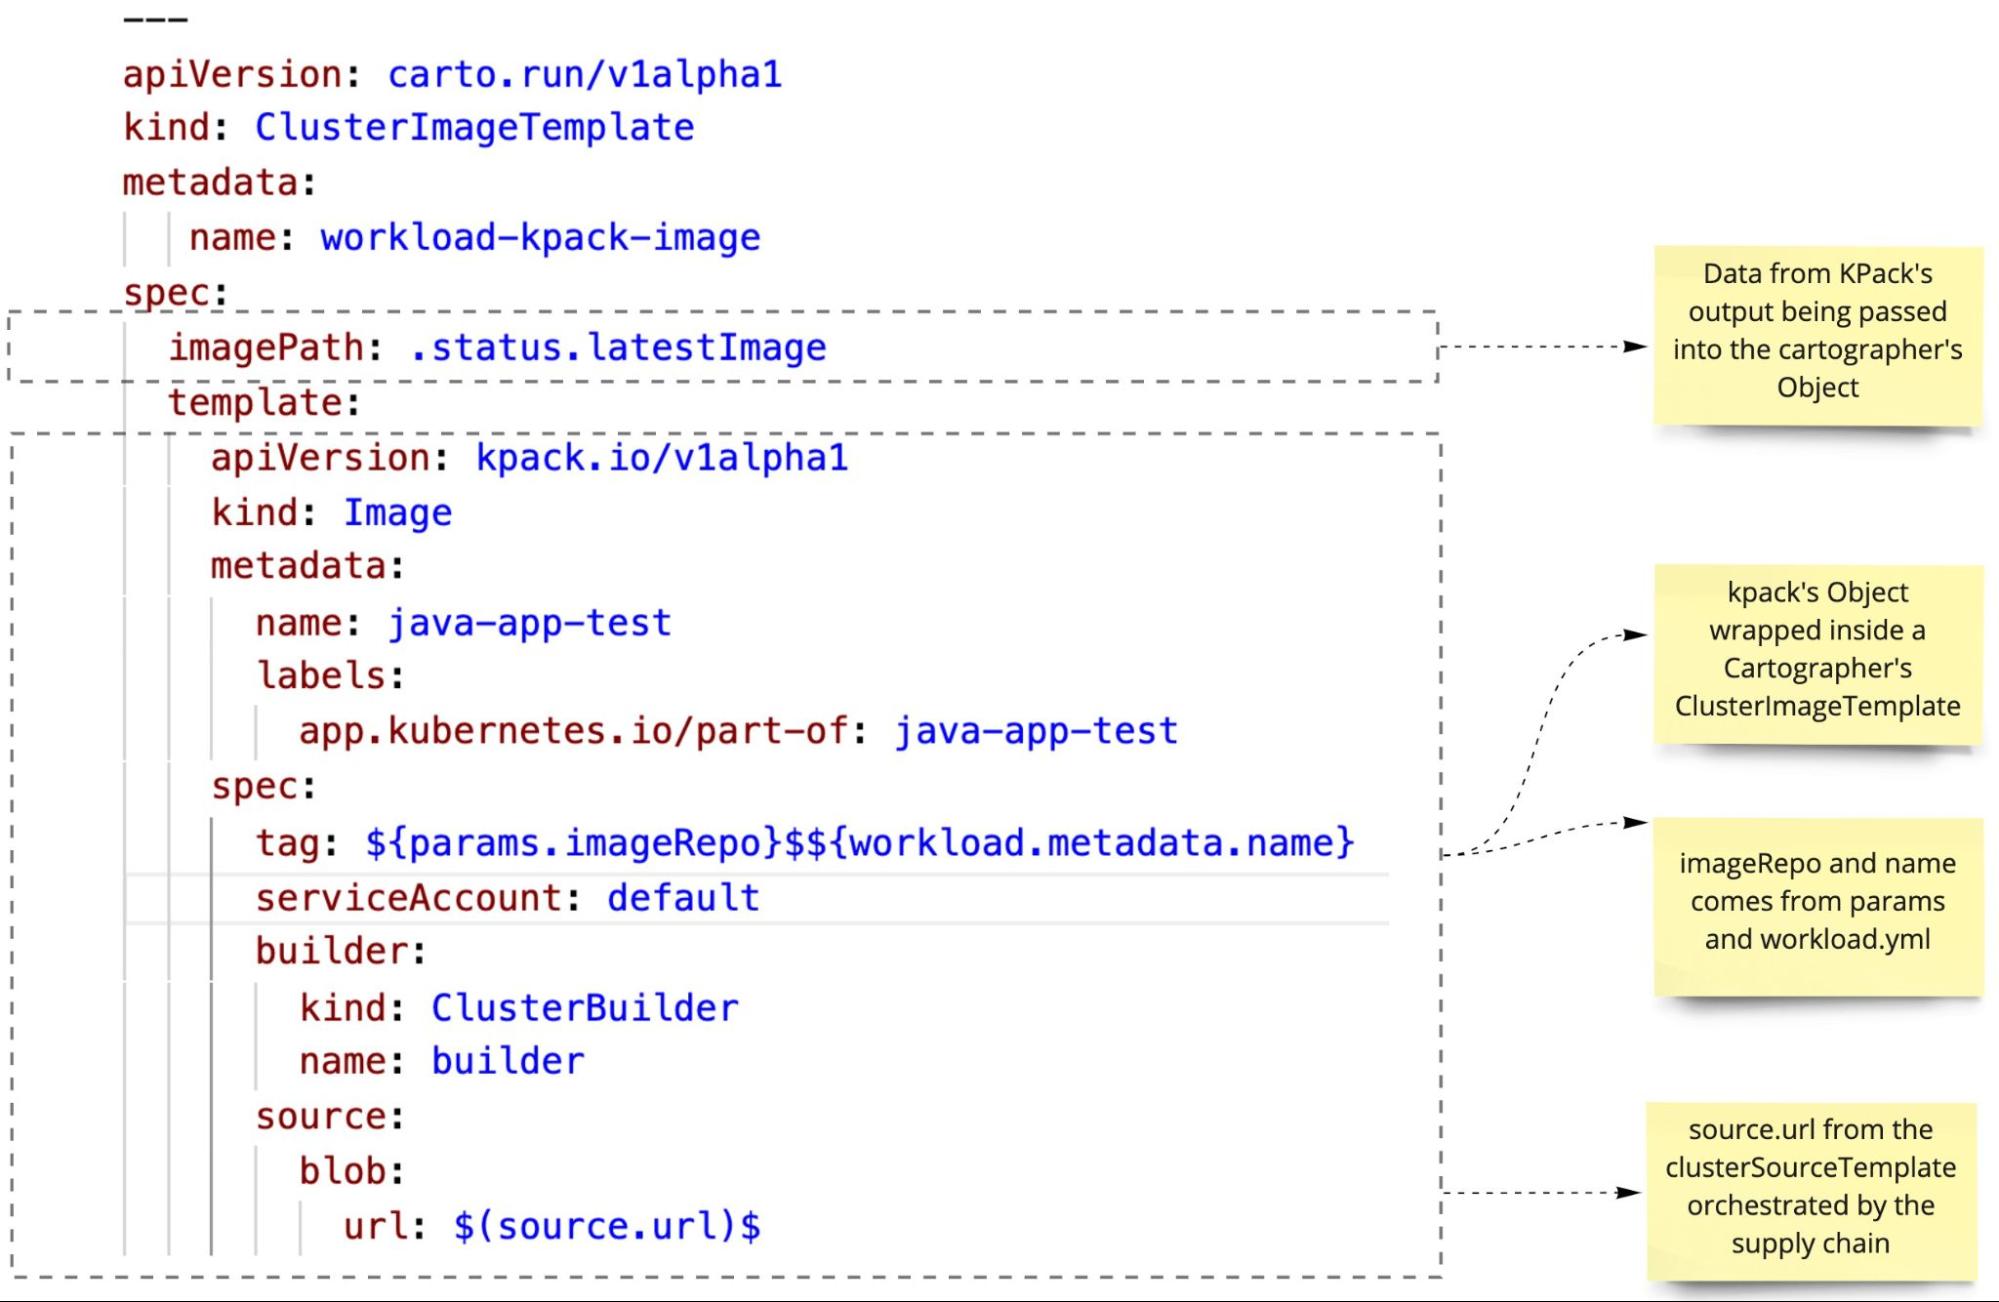 ---
apiVersion: carto.run/v1alpha1
kind: ClusterImageTemplate
metadata:
name: workload-kpack-image
spec:
imagePath: .status.latestImage
template:
apiVersion: kpack.io/v1alpha1
kind: Image
metadata:
name: java-app-test
labels:
app.kubernetes.io/part-of: java-app-test
spec:
tag: ${params.imageRepo}$${workload.metadata.name}
serviceAccount: default
builder:
kind: ClusterBuilder
name: builder
source:
blob:
url: $(source.url)$
Data from KPack's
output being passed
into the cartographer's
Object
kpack's Object
wrapped inside a
Cartographer's
ClusterImageTemplate
imageRepo and name
comes from params
and workload.yml
source.url from the
clusterSourceTemplate
orchestrated by the
supply chain